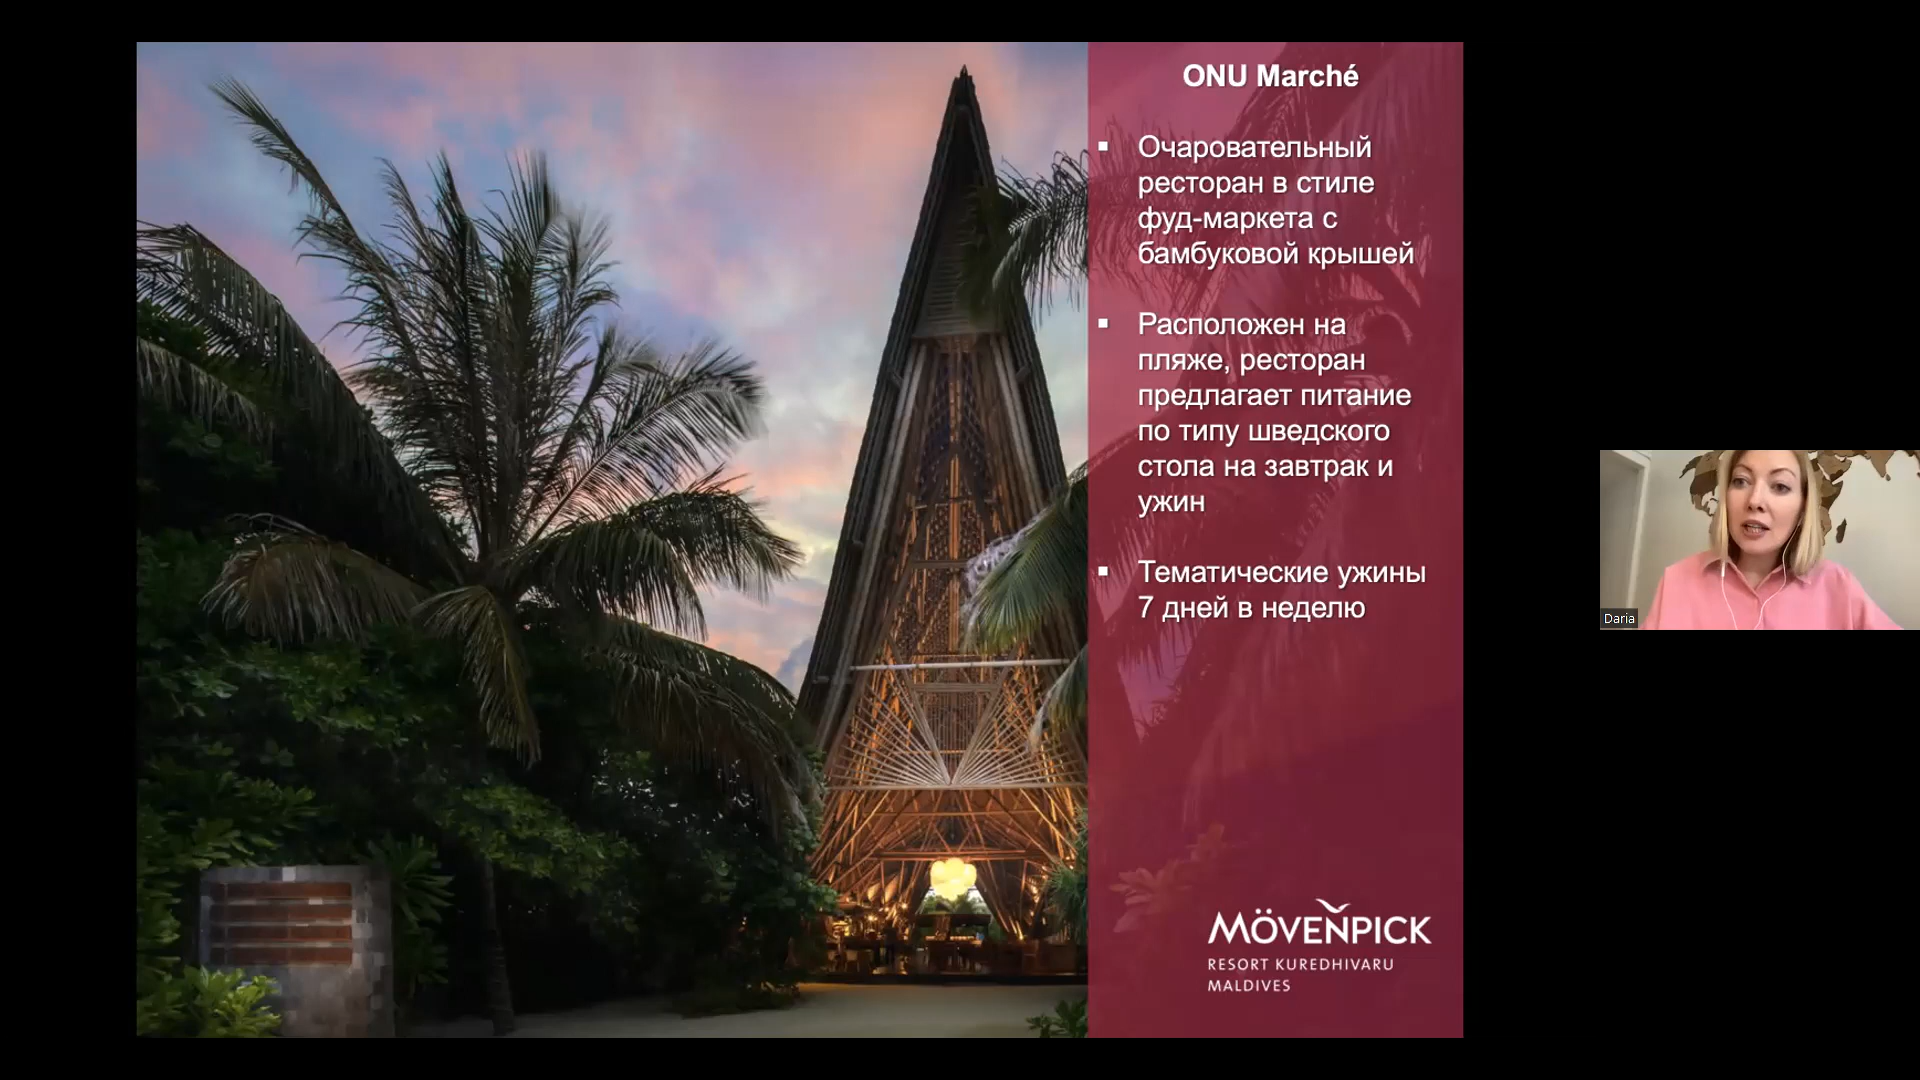 ONU Marché
▪ Очаровательный
ресторан в стиле
фуд-маркета с
бамбуковой крышей
▪ Расположен на
пляже, ресторан
предлагает питание
по типу шведского
стола на завтрак и
ужин
▪ Тематические ужины
7 дней в неделю
MÖVENPICK
RESORT KUREDHIVARU
MALDIVES
Daria